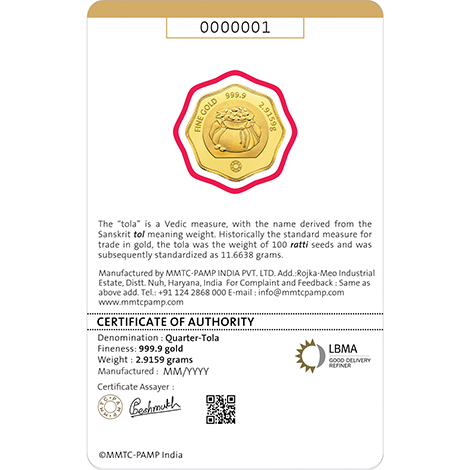 0000001
FINE GOLD 999.9 2.9159g
The "tola" is a Vedic measure, with the name derived from the
Sanskrit tol meaning weight. Historically the standard measure for
trade in gold, the tola was the weight of 100 ratti seeds and was
subsequently standardized as 11.6638 grams.
Manufactured by MMTC-PAMP INDIA PVT. LTD. Add.:Rojka-Meo Industrial
Estate, Distt. Nuh, Haryana, India For Complaint and Feedback : Same as
above add. Tel.: +91 124 2868 000 E-mail : info@mmtcpamp.com
www.mmtcpamp.com
CERTIFICATE OF AUTHORITY
Denomination : Quarter-Tola
Fineness: 999.9 gold
Weight : 2.9159 grams
Manufactured : MM/YYYY
LBMA
GOOD DELIVERY
REFINER
Certificate Assayer :
MMTC-PAMP
©MMTC-PAMP India